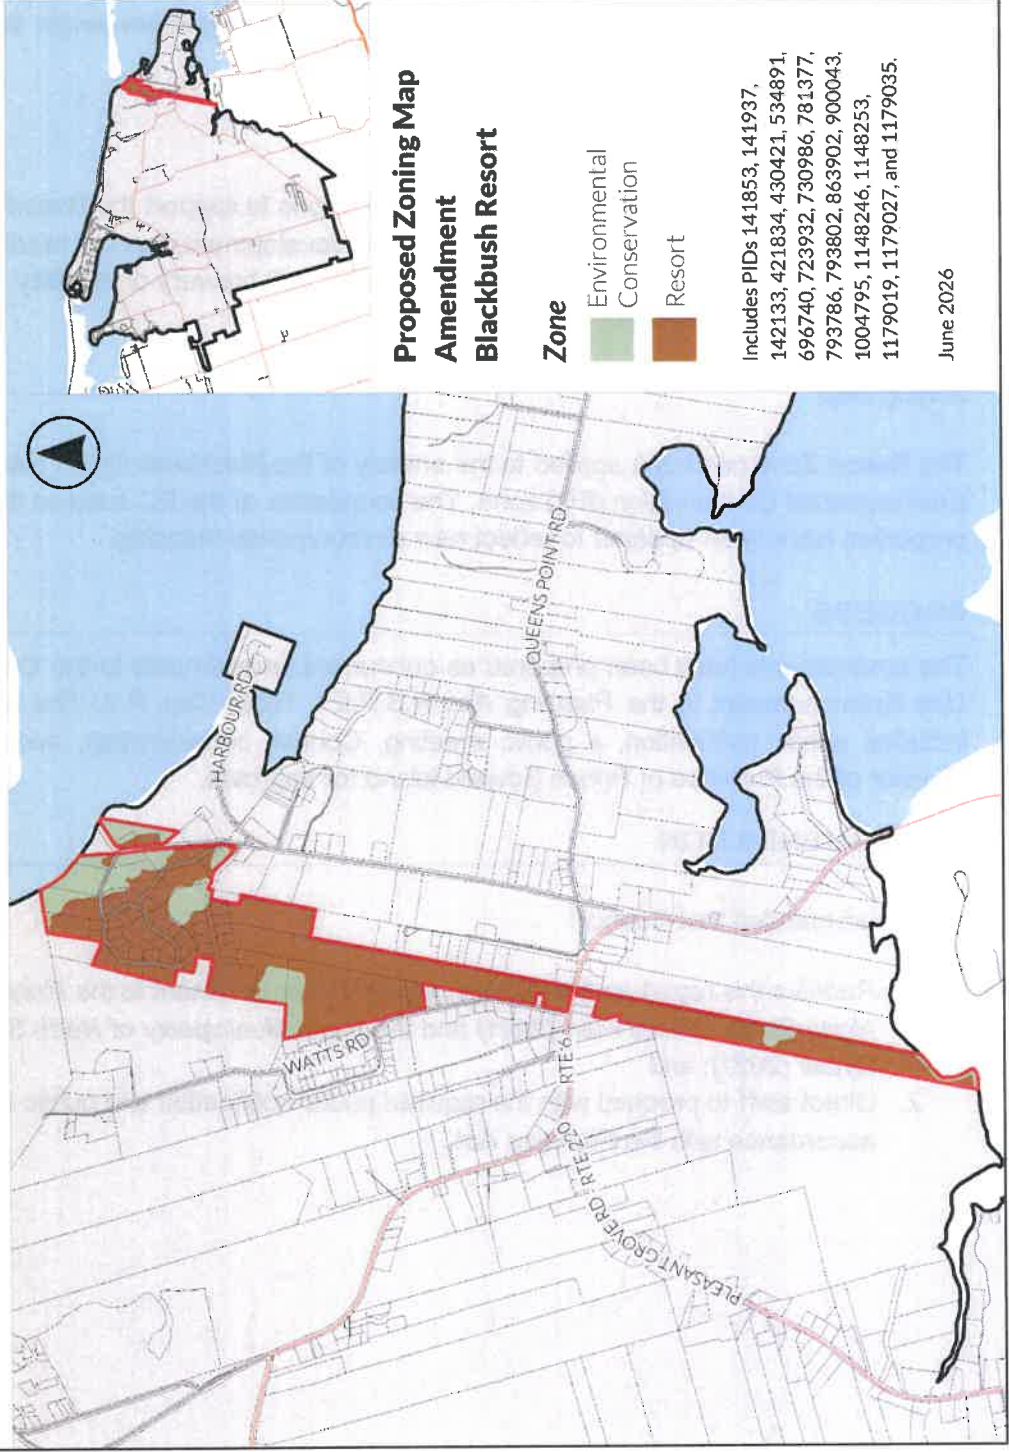 Proposed Zoning Map
Amendment
Blackbush Resort
Zone
Environmental
Conservation
Resort
Includes PIDs 141853, 141937,
142133, 421834, 430421, 534891,
696740, 723932, 730986, 781377,
793786, 793802, 863902, 900043,
1004795, 1148246, 1148253,
1179019, 1179027, and 1179035.
June 2026
HARBOUR RD
QUEENS POINT RD
WATTS RD
RTE 6
RTE 220
PLEASANT GROVE RD